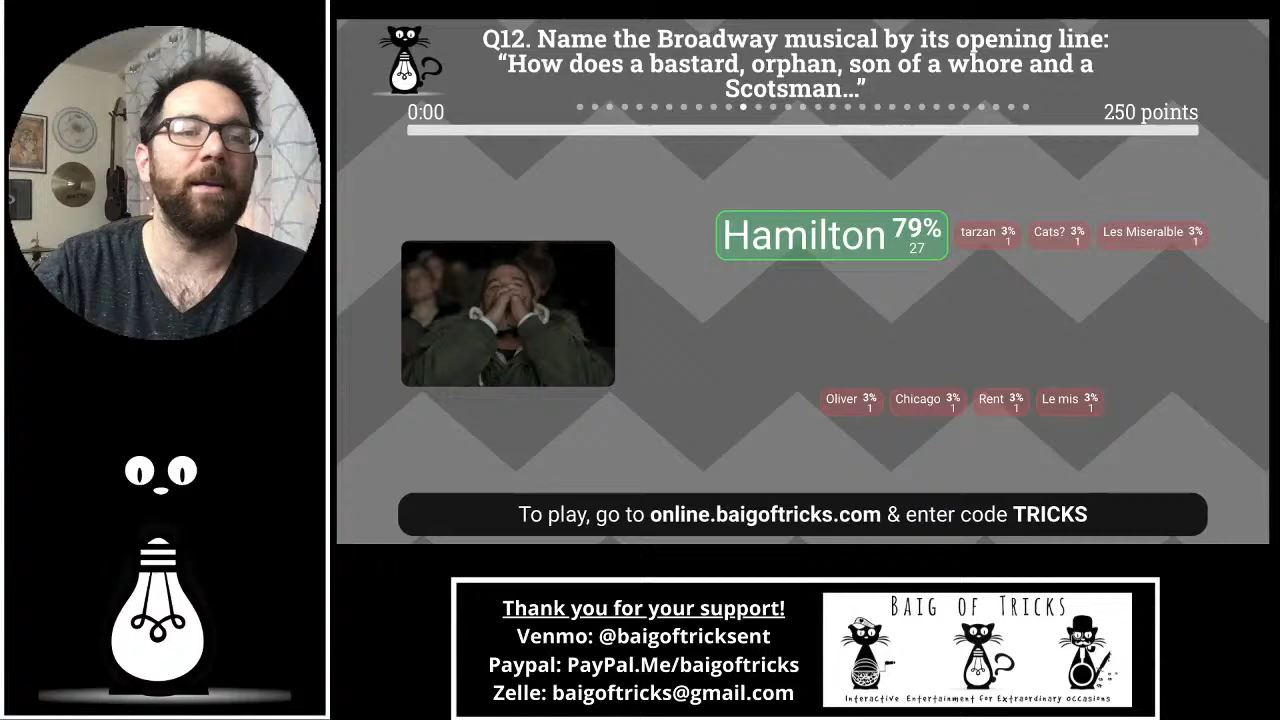 Q12. Name the Broadway musical by its opening line:
“How does a bastard, orphan, son of a whore and a
Scotsman…”
0:00
250 points
Hamilton 79%
27
tarzan 3%
1
Cats? 3%
1
Les Miseralble 3%
1
Oliver 3%
1
Chicago 3%
1
Rent 3%
1
Le mis 3%
1
To play, go to online.baigoftricks.com & enter code TRICKS
Thank you for your support!
Venmo: @baigoftricksent
Paypal: PayPal.Me/baigoftricks
Zelle: baigoftricks@gmail.com
BAIG OF TRICKS
Interactive Entertainment for Extraordinary occasions